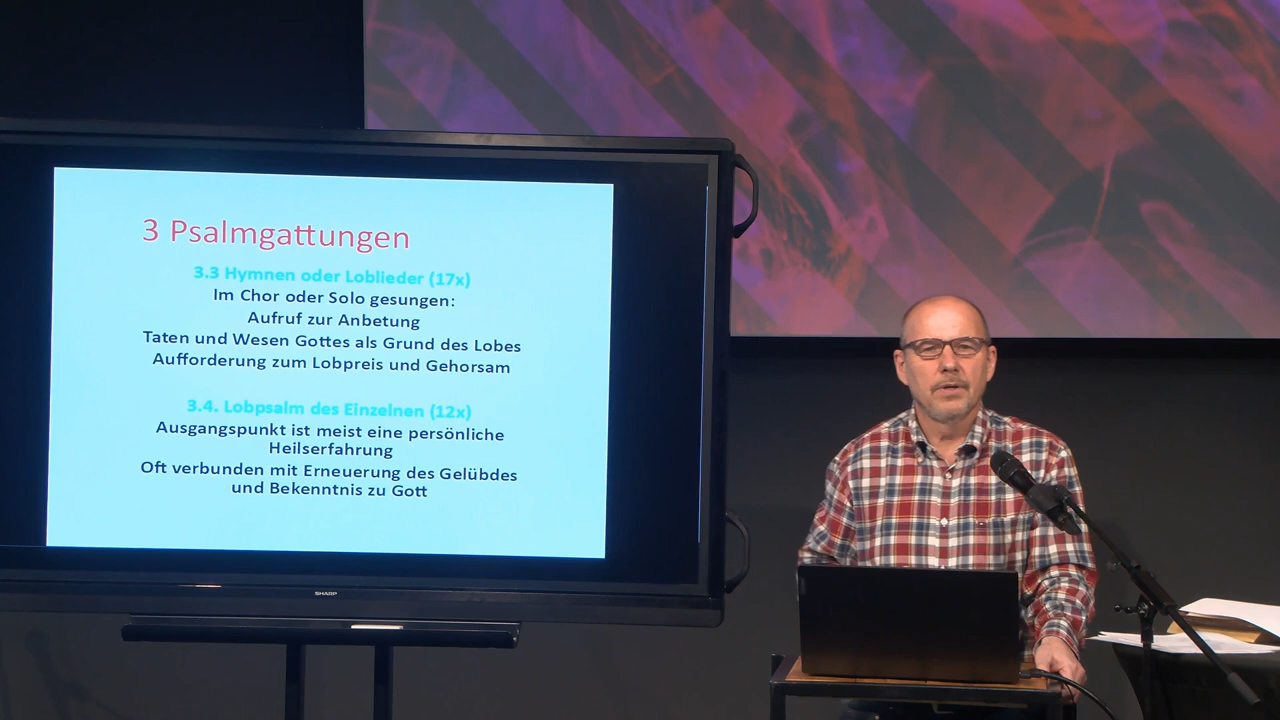 3 Psalmgattungen
3.3 Hymnen oder Loblieder (17x)
Im Chor oder Solo gesungen:
Aufruf zur Anbetung
Taten und Wesen Gottes als Grund des Lobes
Aufforderung zum Lobpreis und Gehorsam
3.4. Lobpsalm des Einzelnen (12x)
Ausgangspunkt ist meist eine persönliche
Heilserfahrung
Oft verbunden mit Erneuerung des Gelübdes
und Bekenntnis zu Gott
SHARP